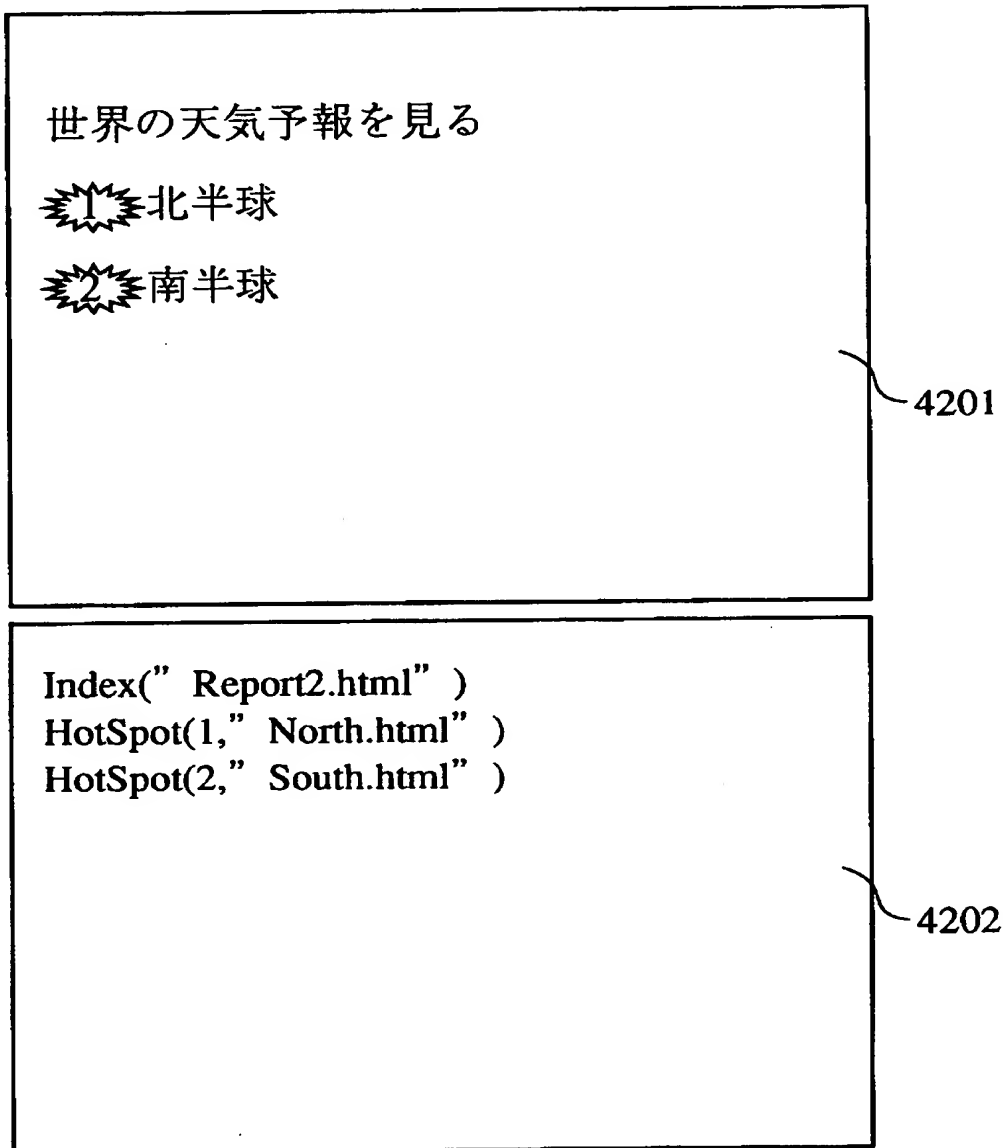 世界の天気予報を見る
1北半球
2南半球
4201
Index(” Report2.html” )
HotSpot(1,” North.html” )
HotSpot(2,” South.html” )
4202